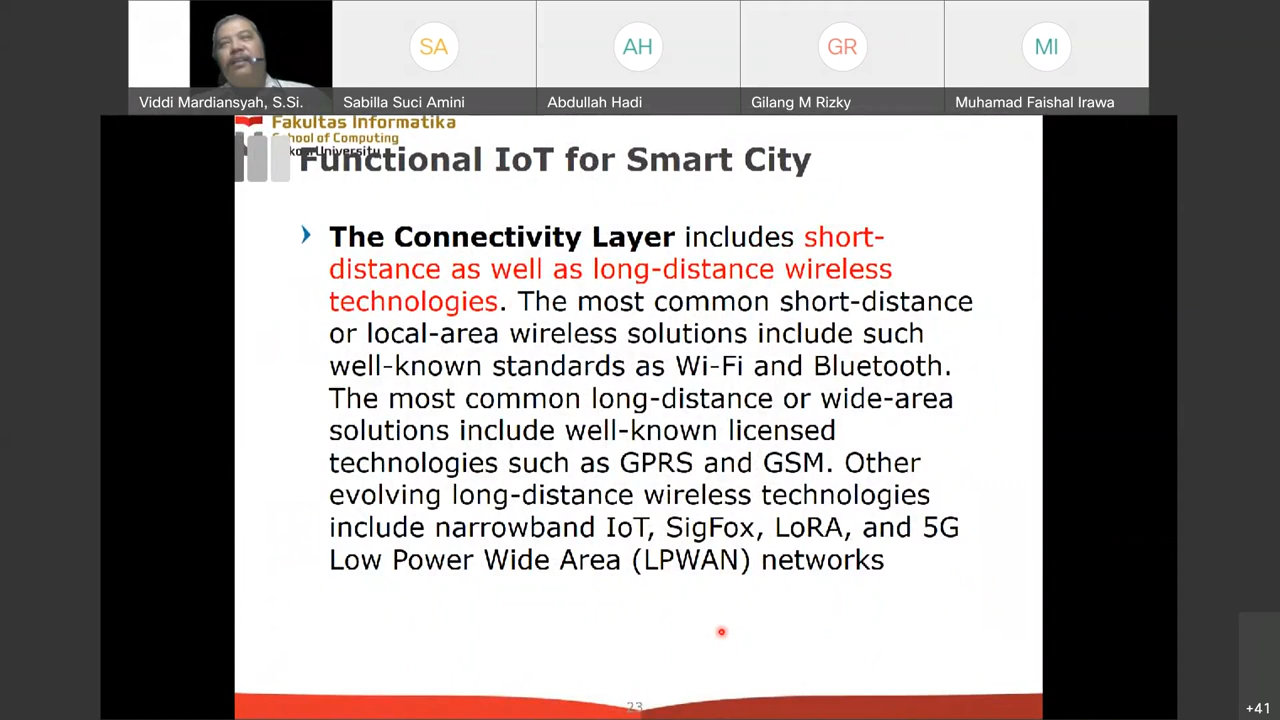 SA
AH
GR
MI
Viddi Mardiansyah, S.Si.
Sabilla Suci Amini
Abdullah Hadi
Gilang M Rizky
Muhamad Faishal Irawa
Fakultas Informatika
School of Computing
University
Functional IoT for Smart City
The Connectivity Layer includes short-
distance as well as long-distance wireless
technologies. The most common short-distance
or local-area wireless solutions include such
well-known standards as Wi-Fi and Bluetooth.
The most common long-distance or wide-area
solutions include well-known licensed
technologies such as GPRS and GSM. Other
evolving long-distance wireless technologies
include narrowband IoT, SigFox, LoRA, and 5G
Low Power Wide Area (LPWAN) networks
23
+41